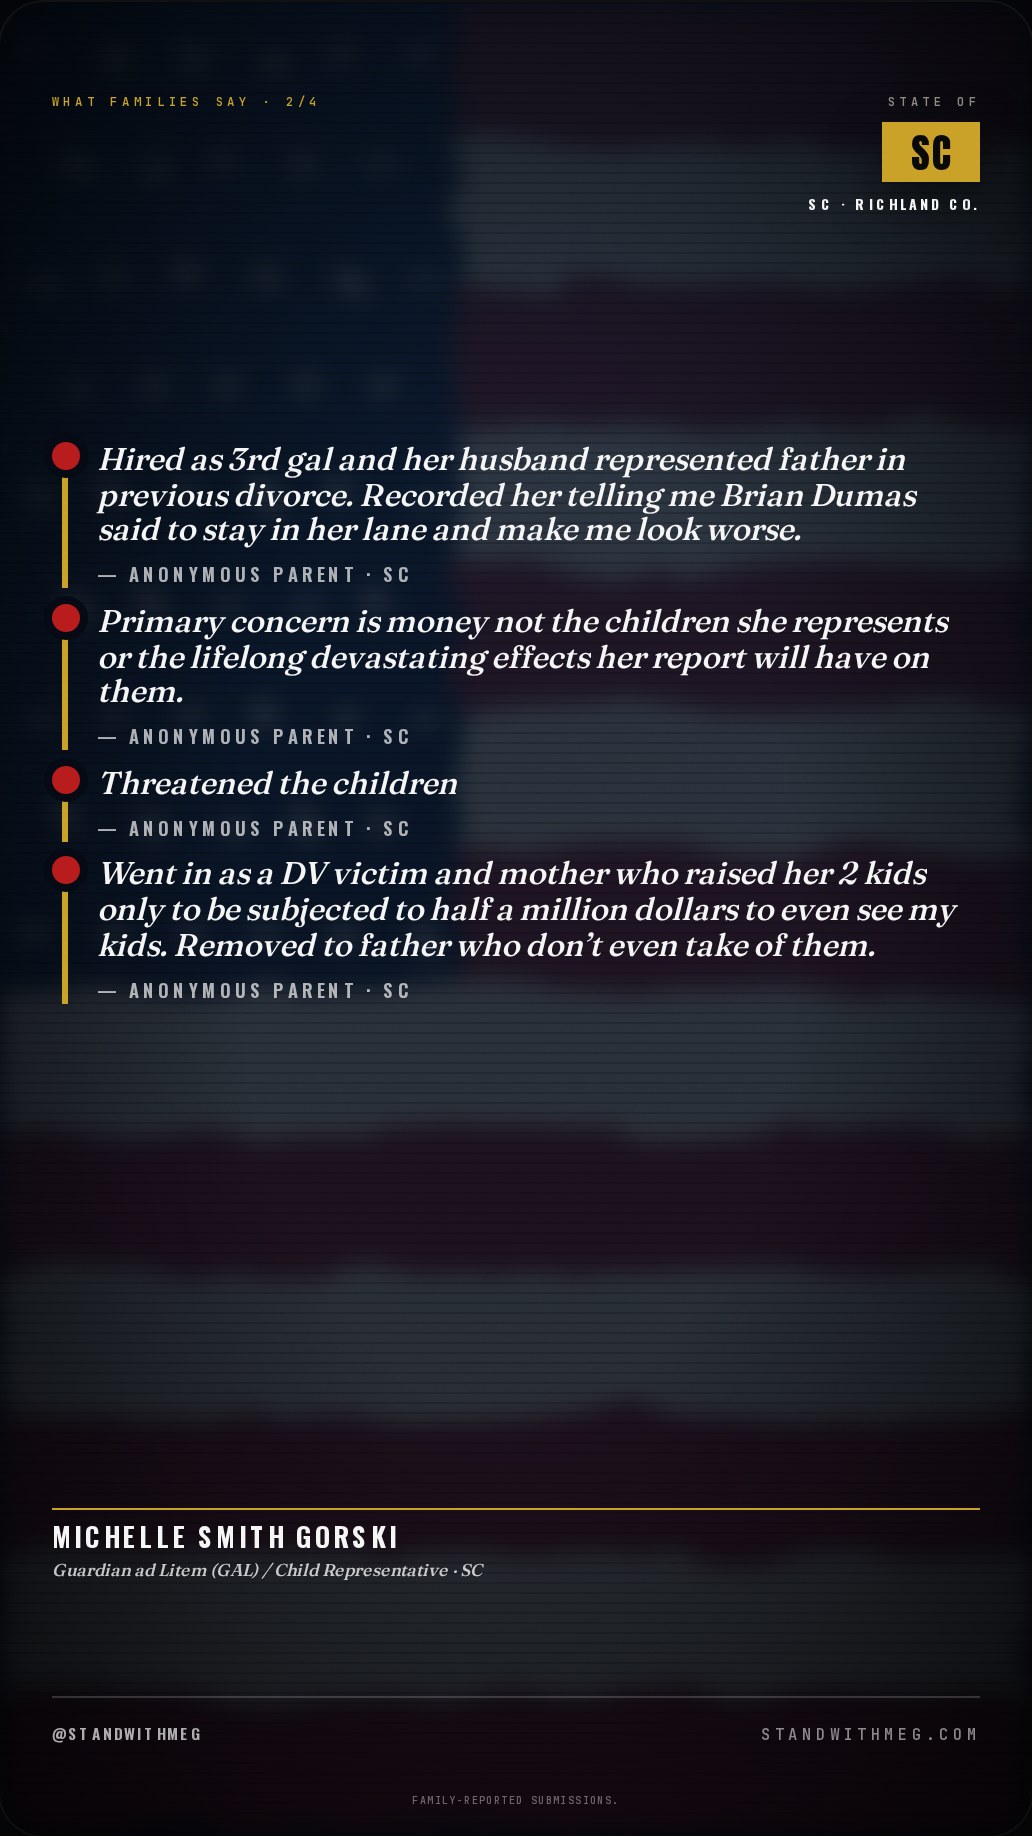 WHAT FAMILIES SAY · 2/4
STATE OF
SC
SC · RICHLAND CO.
Hired as 3rd gal and her husband represented father in
previous divorce. Recorded her telling me Brian Dumas
said to stay in her lane and make me look worse.
— ANONYMOUS PARENT · SC
Primary concern is money not the children she represents
or the lifelong devastating effects her report will have on
them.
— ANONYMOUS PARENT · SC
Threatened the children
— ANONYMOUS PARENT · SC
Went in as a DV victim and mother who raised her 2 kids
only to be subjected to half a million dollars to even see my
kids. Removed to father who don’t even take of them.
— ANONYMOUS PARENT · SC
MICHELLE SMITH GORSKI
Guardian ad Litem (GAL) / Child Representative · SC
@STANDWITHMEG
STANDWITHMEG.COM
FAMILY-REPORTED SUBMISSIONS.